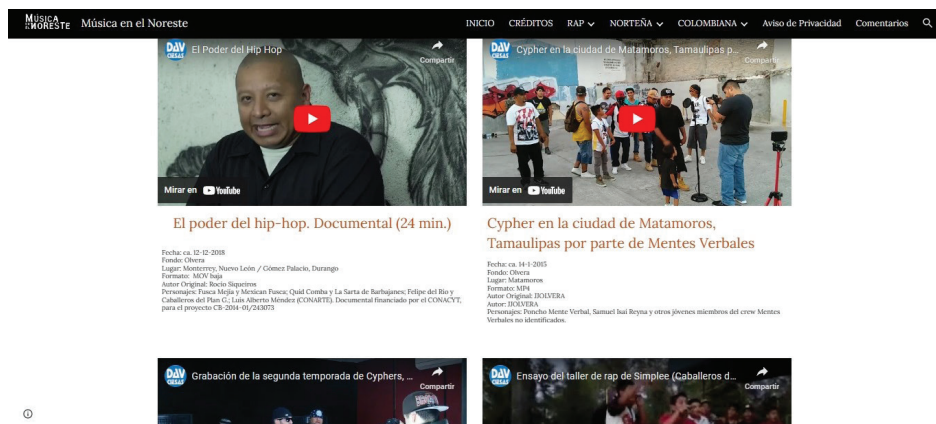 MÚSICA
EN EL
NORESTE
Música en el Noreste
INICIO
CRÉDITOS
RAP
NORTEÑA
COLOMBIANA
Aviso de Privacidad
Comentarios
DAV
CIESAS
El Poder del Hip Hop
Compartir
Mirar en YouTube
El poder del hip-hop. Documental (24 min.)
Fecha: ca. 12-12-2018
Fondo: Olvera
Lugar: Monterrey, Nuevo León / Gómez Palacio, Durango
Formato: MOV baja
Autor Original: Rocío Siqueiros
Personajes: Fusca Mejía y Mexican Fusca; Quid Comba y La Sarta de Barbajanes; Felipe del Río y
Caballeros del Plan G.; Luis Alberto Méndez (CONARTE). Documental financiado por el CONACYT,
para el proyecto CB-2014-01/243073
DAV
CIESAS
Cypher en la ciudad de Matamoros, Tamaulipas p...
Compartir
Mirar en YouTube
Cypher en la ciudad de Matamoros,
Tamaulipas por parte de Mentes Verbales
Fecha: ca. 14-1-2015
Fondo: Olvera
Lugar: Matamoros
Formato: MP4
Autor Original: JJOLVERA
Autor: JJOLVERA
Personajes: Poncho Mente Verbal, Samuel Isai Reyna y otros jóvenes miembros del crew Mentes
Verbales no identificados.
DAV
CIESAS
Grabación de la segunda temporada de Cyphers, ...
Compartir
DAV
CIESAS
Ensayo del taller de rap de Simplee (Caballeros d...
Compartir